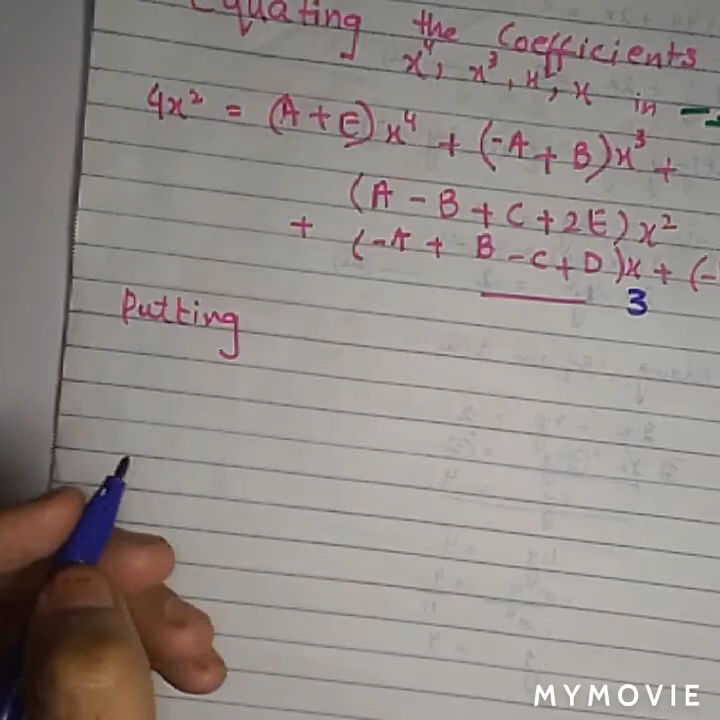 Equating the Coefficients
x⁴, x³, x², x in
4x² = (A+E)x⁴ + (-A + B)x³ +
(A - B + C + 2E)x²
+ (-A + B - C + D)x + (-
3
Putting
MYMOVIE